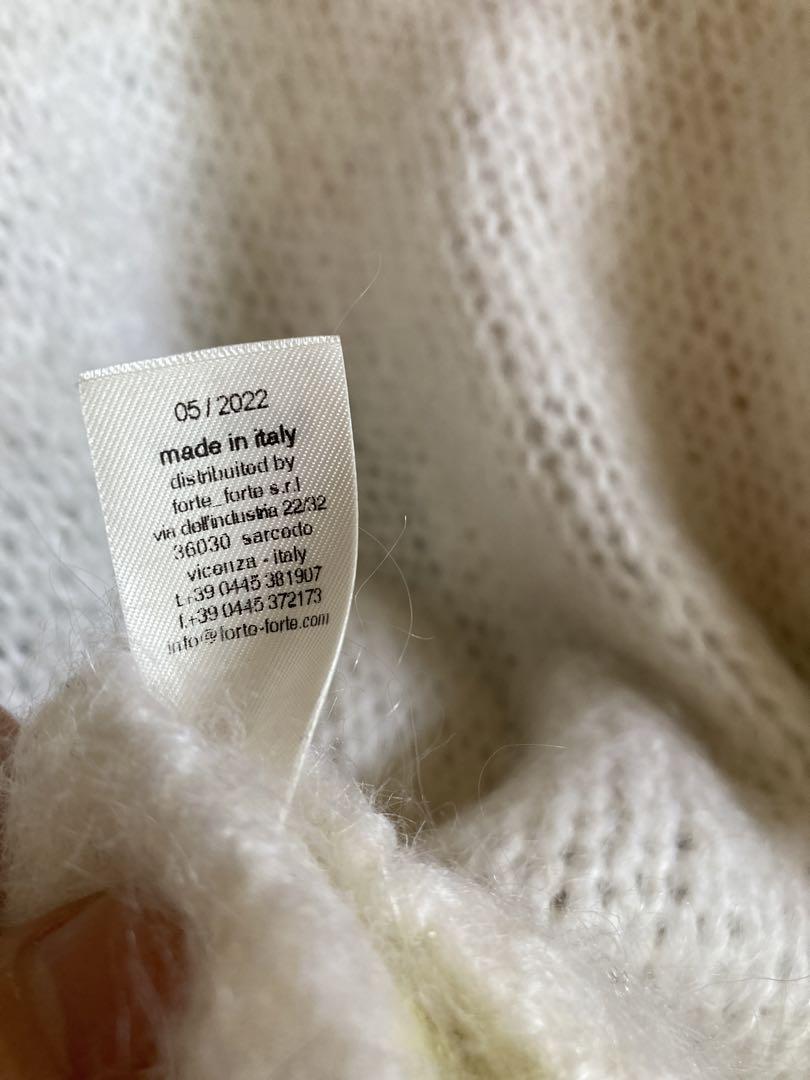 05 / 2022
made in italy
distribuited by
forte_forte s.r.l
via dell'industria 22/32
36030 sarcedo
vicenza - italy
t.+39 0445 381907
f.+39 0445 372173
info@forte-forte.com